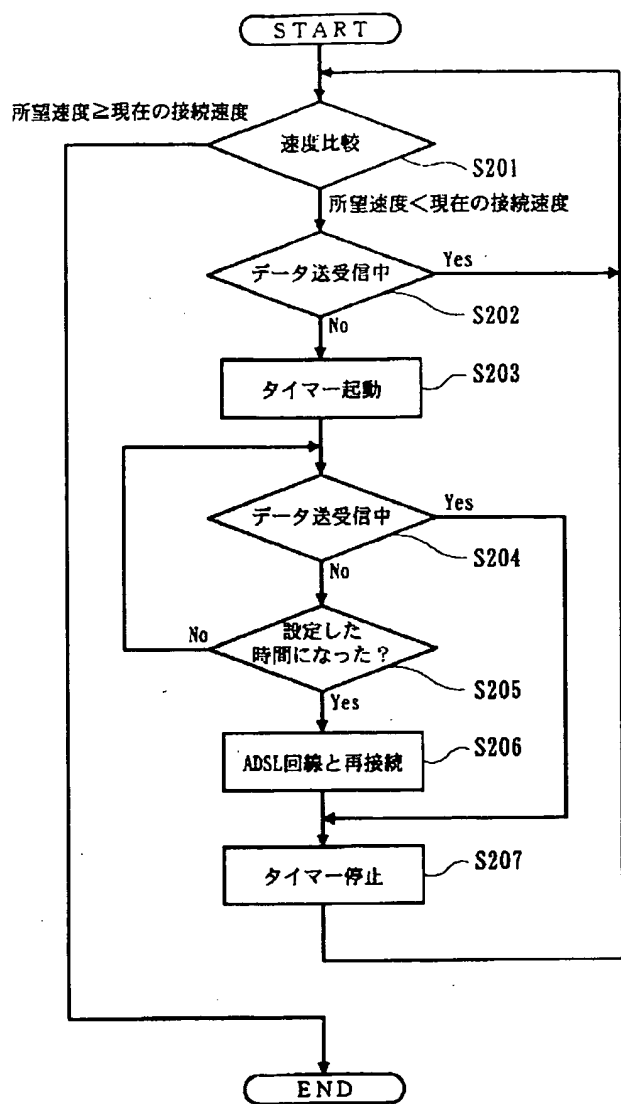 START
所望速度≧現在の接続速度
速度比較
S201
所望速度<現在の接続速度
データ送受信中
Yes
S202
No
タイマー起動
S203
データ送受信中
Yes
S204
No
設定した
時間になった?
No
S205
Yes
ADSL回線と再接続
S206
タイマー停止
S207
END